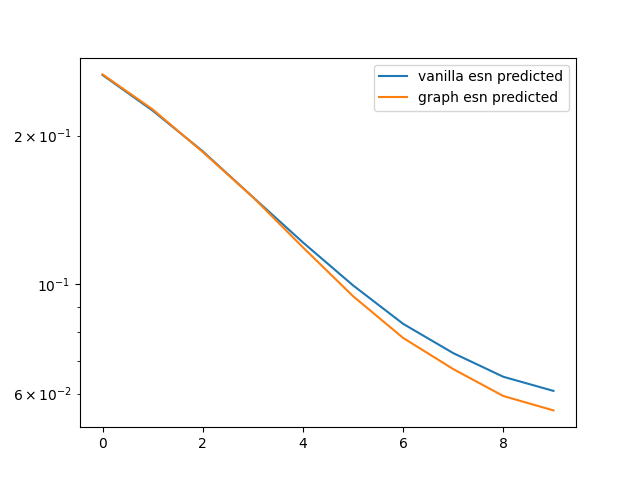 vanilla esn predicted
graph esn predicted
2 × 10⁻¹
10⁻¹
6 × 10⁻²
0 2 4 6 8